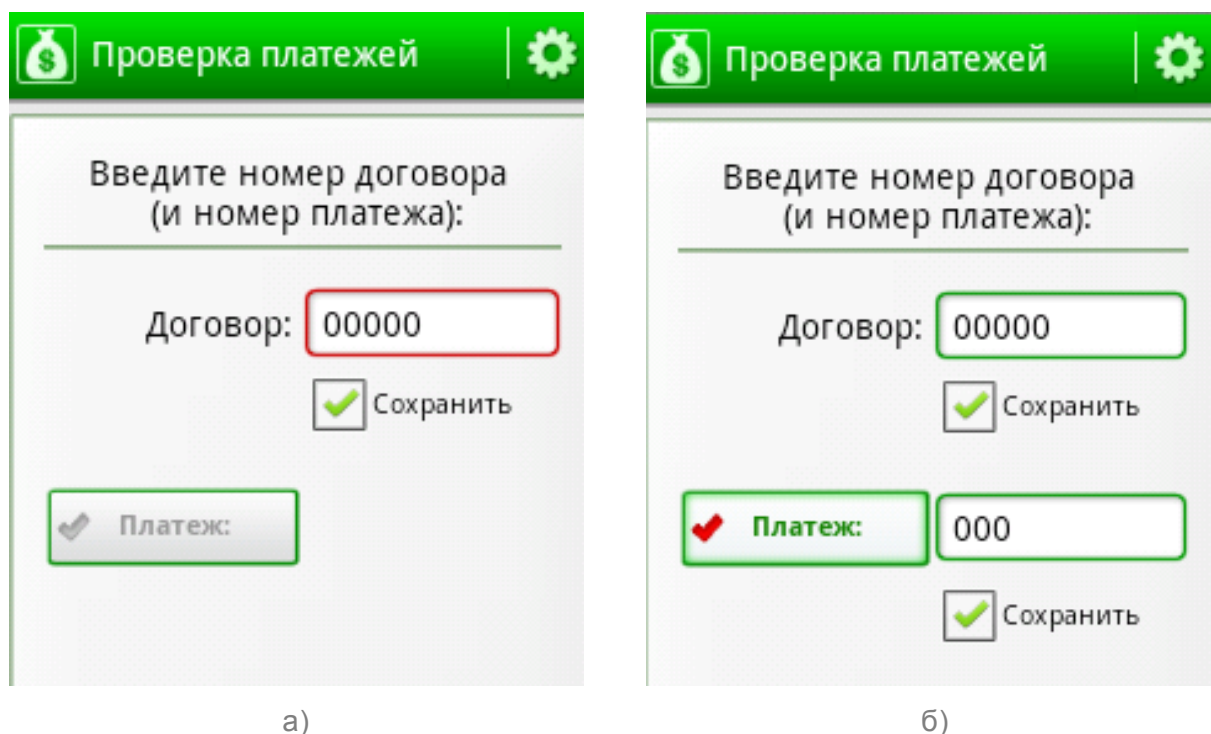 Проверка платежей
Введите номер договора
(и номер платежа):
Договор: 00000
Сохранить
Платеж:
а)
Проверка платежей
Введите номер договора
(и номер платежа):
Договор: 00000
Сохранить
Платеж: 000
Сохранить
б)